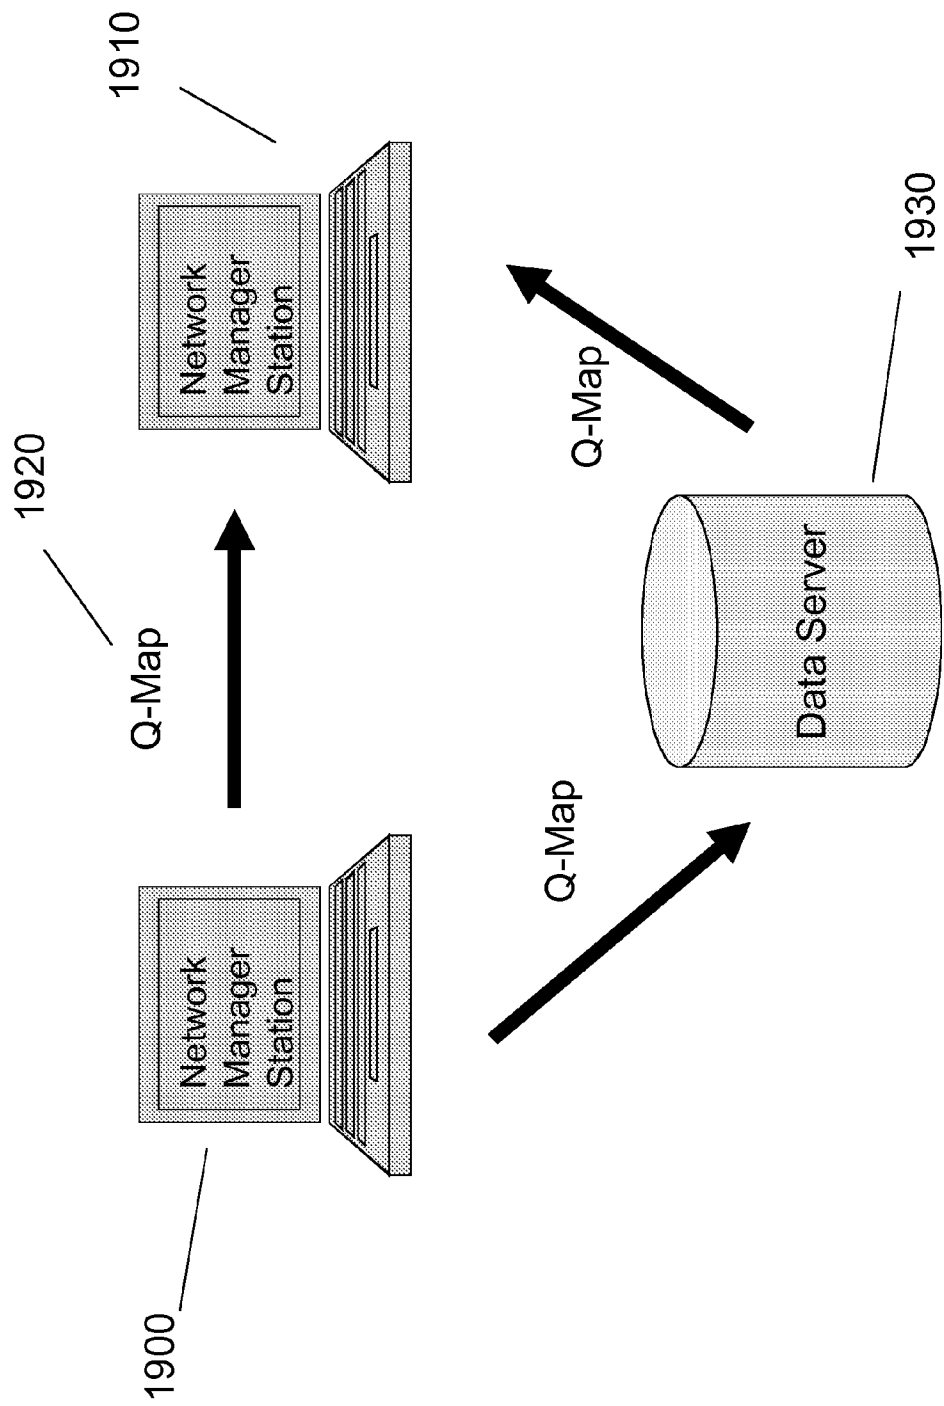 1920
1910
Q-Map
Network
Manager
Station
Network
Manager
Station
1900
Q-Map
Q-Map
Data Server
1930